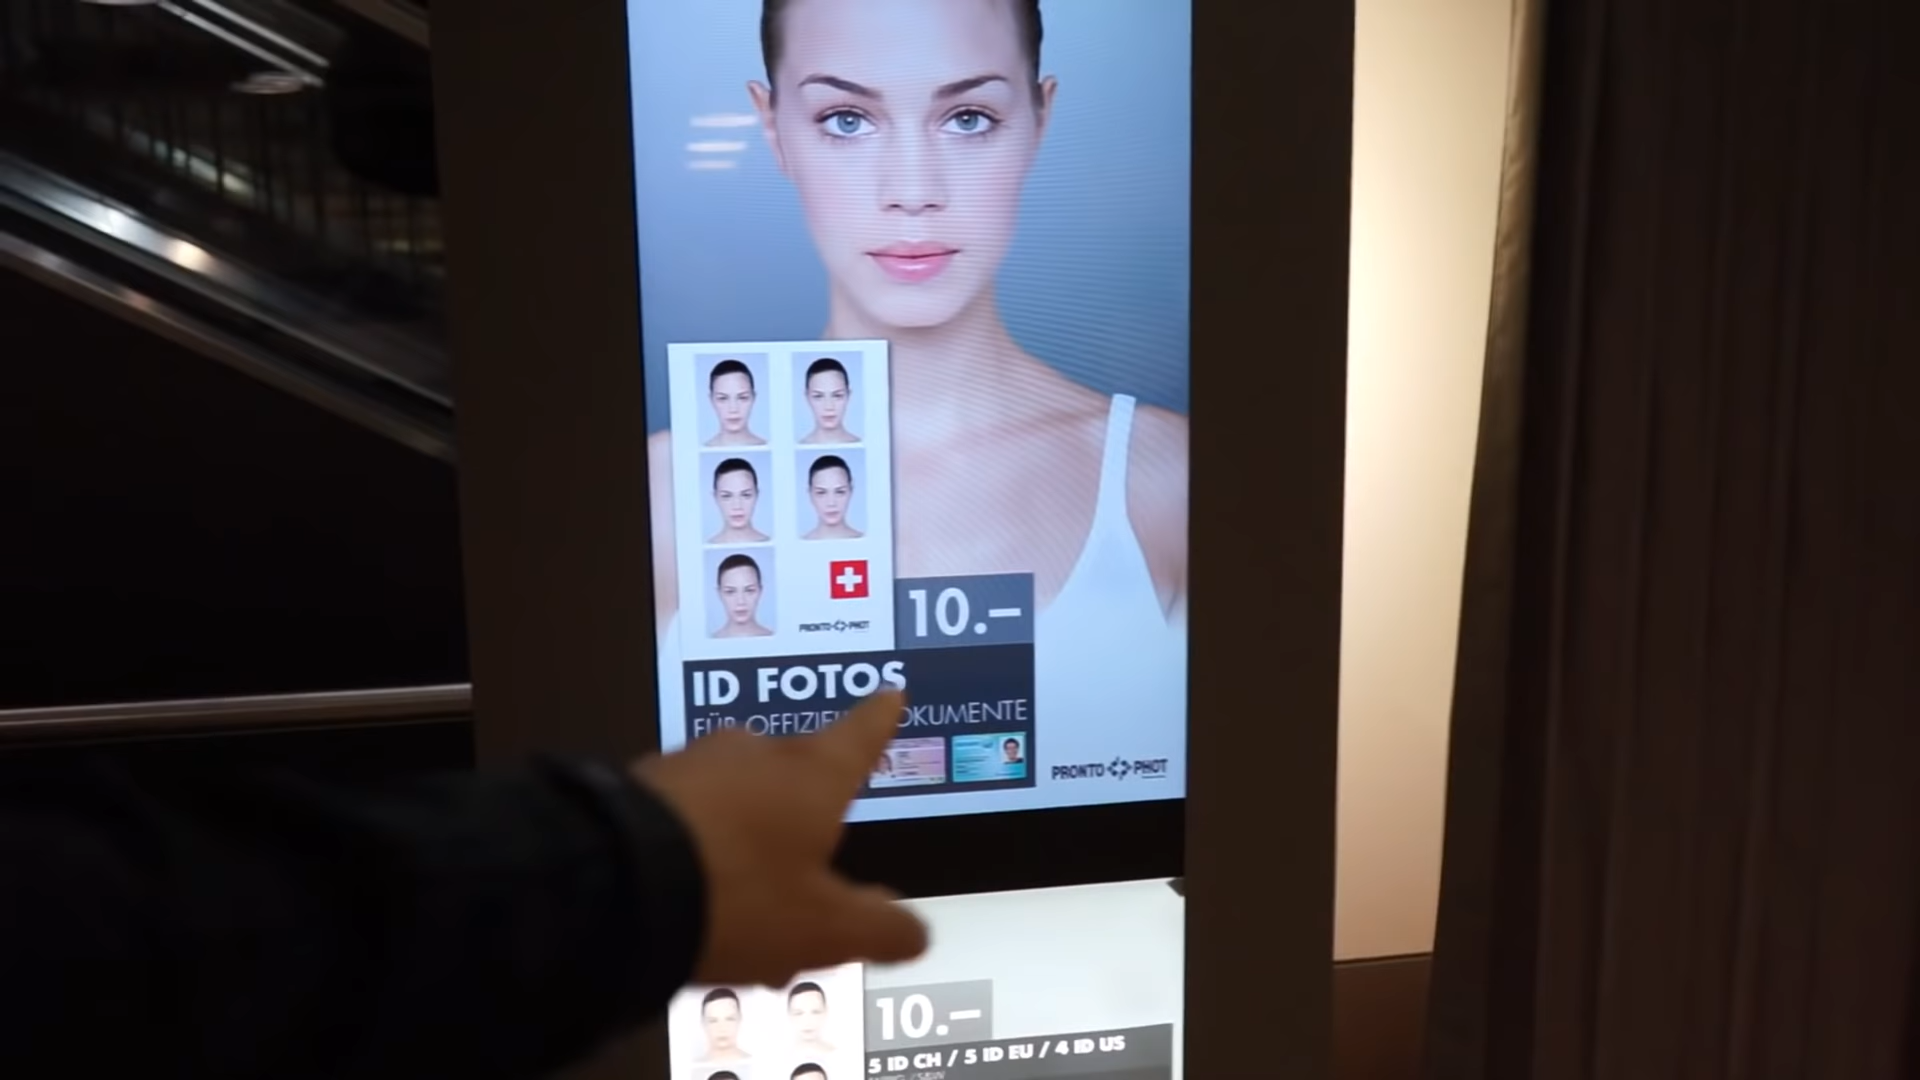 PRONTO PHOT
10.–
ID FOTOS
FÜR OFFIZIE OKUMENTE
PRONTO PHOT
10.–
5 ID CH / 5 ID EU / 4 ID US